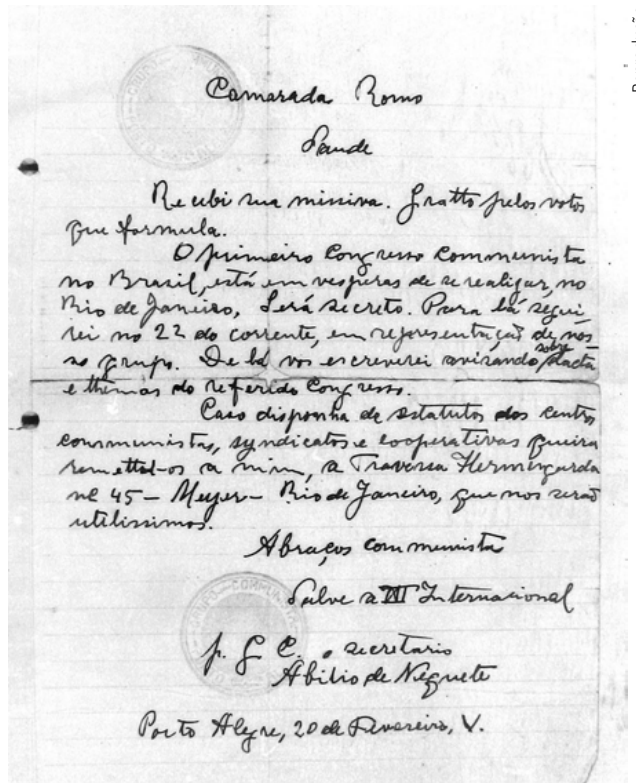 Camarada Romo
Saude
Recebi sua missiva. Gratto pelos votos
que formula.
O primeiro Congresso Communista
no Brasil, está em vesperas de se realizar, no
Rio de Janeiro, Será secreto. Para lá segui-
rei no 22 do corrente, em representação de nos-
so grupo. De lá vos escreverei avisando sobre dacta
e themas do referido Congresso.
Caso disponha de estatutos dos centros
communistas, syndicatos e cooperativas queira
remettel-os a mim, a Travessa Hermengarda
nº 45 – Meyer – Rio de Janeiro, que nos serão
utilissimos.
Abraços communista
Salve a III Internacional
p. G. C. o secretario
Abilio de Nequete
Porto Alegre, 20 de Fevereiro, V.
GRUPO COMMUNISTA